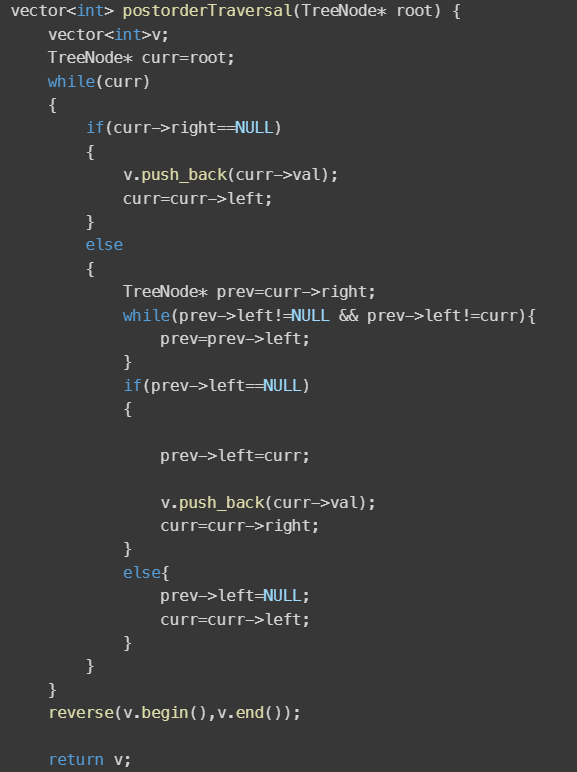 vector<int> postorderTraversal(TreeNode* root) {
    vector<int>v;
    TreeNode* curr=root;
    while(curr)
    {
        if(curr->right==NULL)
        {
            v.push_back(curr->val);
            curr=curr->left;
        }
        else
        {
            TreeNode* prev=curr->right;
            while(prev->left!=NULL && prev->left!=curr){
                prev=prev->left;
            }
            if(prev->left==NULL)
            {

                prev->left=curr;

                v.push_back(curr->val);
                curr=curr->right;
            }
            else{
                prev->left=NULL;
                curr=curr->left;
            }
        }
    }
    reverse(v.begin(),v.end());

    return v;